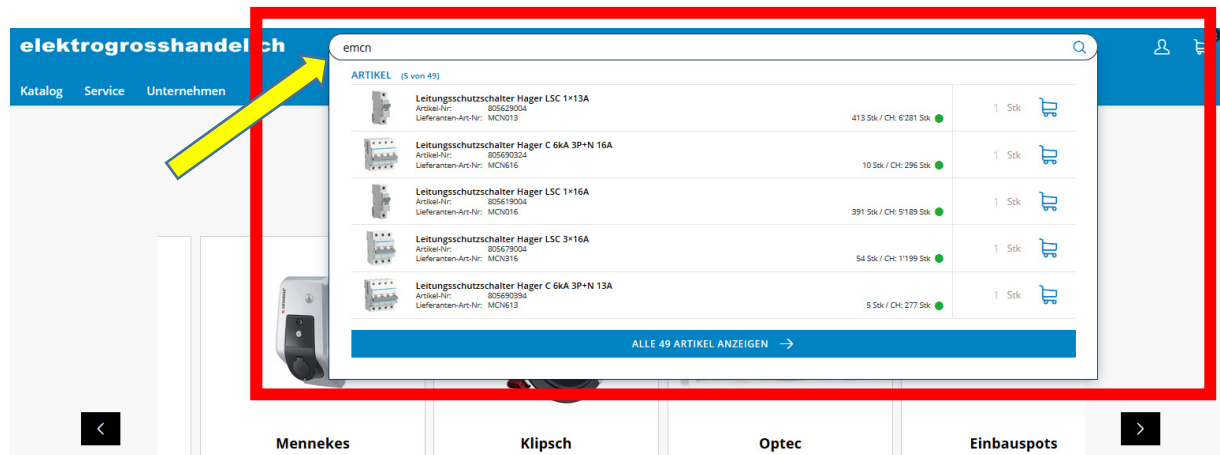 elektrogrosshandel.ch
emcn
Katalog Service Unternehmen
ARTIKEL (5 von 49)
Leitungsschutzschalter Hager LSC 1×13A
Artikel-Nr: 805629004
Lieferanten-Art-Nr: MCN013
413 Stk / CH: 6'281 Stk
1 Stk
Leitungsschutzschalter Hager C 6kA 3P+N 16A
Artikel-Nr: 805690324
Lieferanten-Art-Nr: MCN616
10 Stk / CH: 296 Stk
1 Stk
Leitungsschutzschalter Hager LSC 1×16A
Artikel-Nr: 805619004
Lieferanten-Art-Nr: MCN016
391 Stk / CH: 5'189 Stk
1 Stk
Leitungsschutzschalter Hager LSC 3×16A
Artikel-Nr: 805679004
Lieferanten-Art-Nr: MCN316
54 Stk / CH: 1'199 Stk
1 Stk
Leitungsschutzschalter Hager C 6kA 3P+N 13A
Artikel-Nr: 805690394
Lieferanten-Art-Nr: MCN613
5 Stk / CH: 277 Stk
1 Stk
ALLE 49 ARTIKEL ANZEIGEN
Mennekes
Klipsch
Optec
Einbauspots